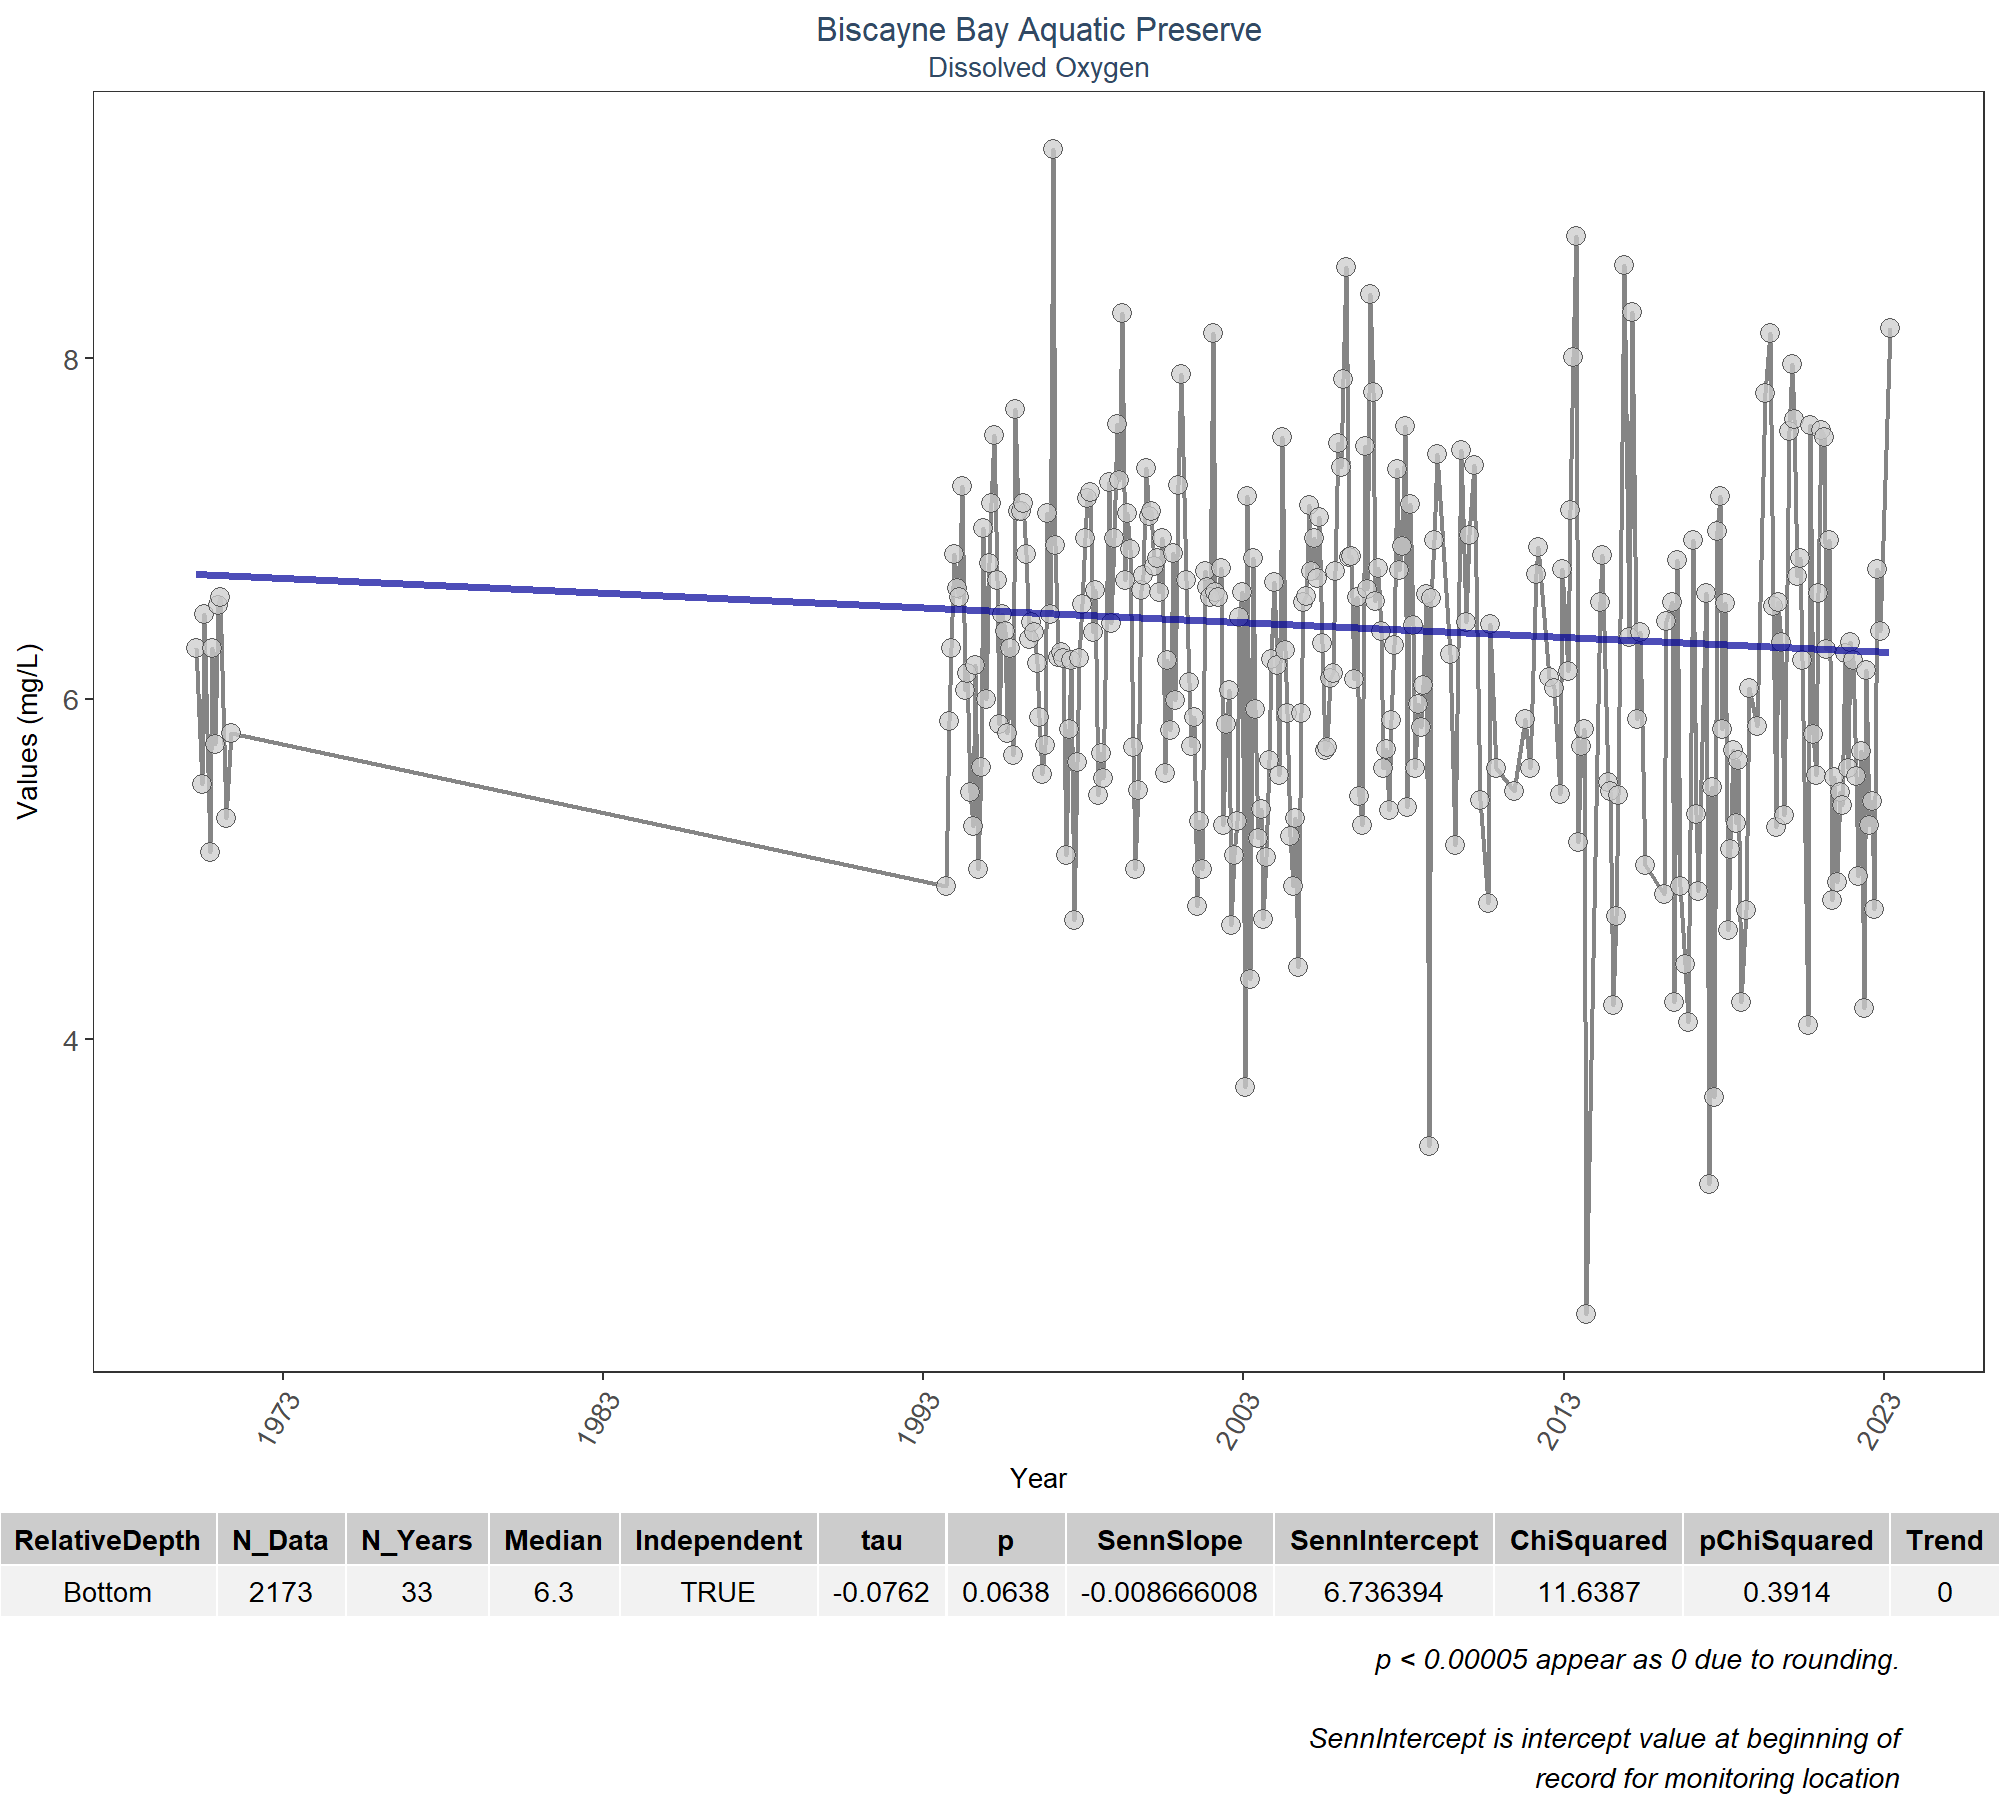 Biscayne Bay Aquatic Preserve
Dissolved Oxygen
Values (mg/L)
8
6
4
1973 1983 1993 2003 2013 2023
Year
RelativeDepth N_Data N_Years Median Independent tau p SennSlope SennIntercept ChiSquared pChiSquared Trend
Bottom 2173 33 6.3 TRUE -0.0762 0.0638 -0.008666008 6.736394 11.6387 0.3914 0
p < 0.00005 appear as 0 due to rounding.
SennIntercept is intercept value at beginning of
record for monitoring location